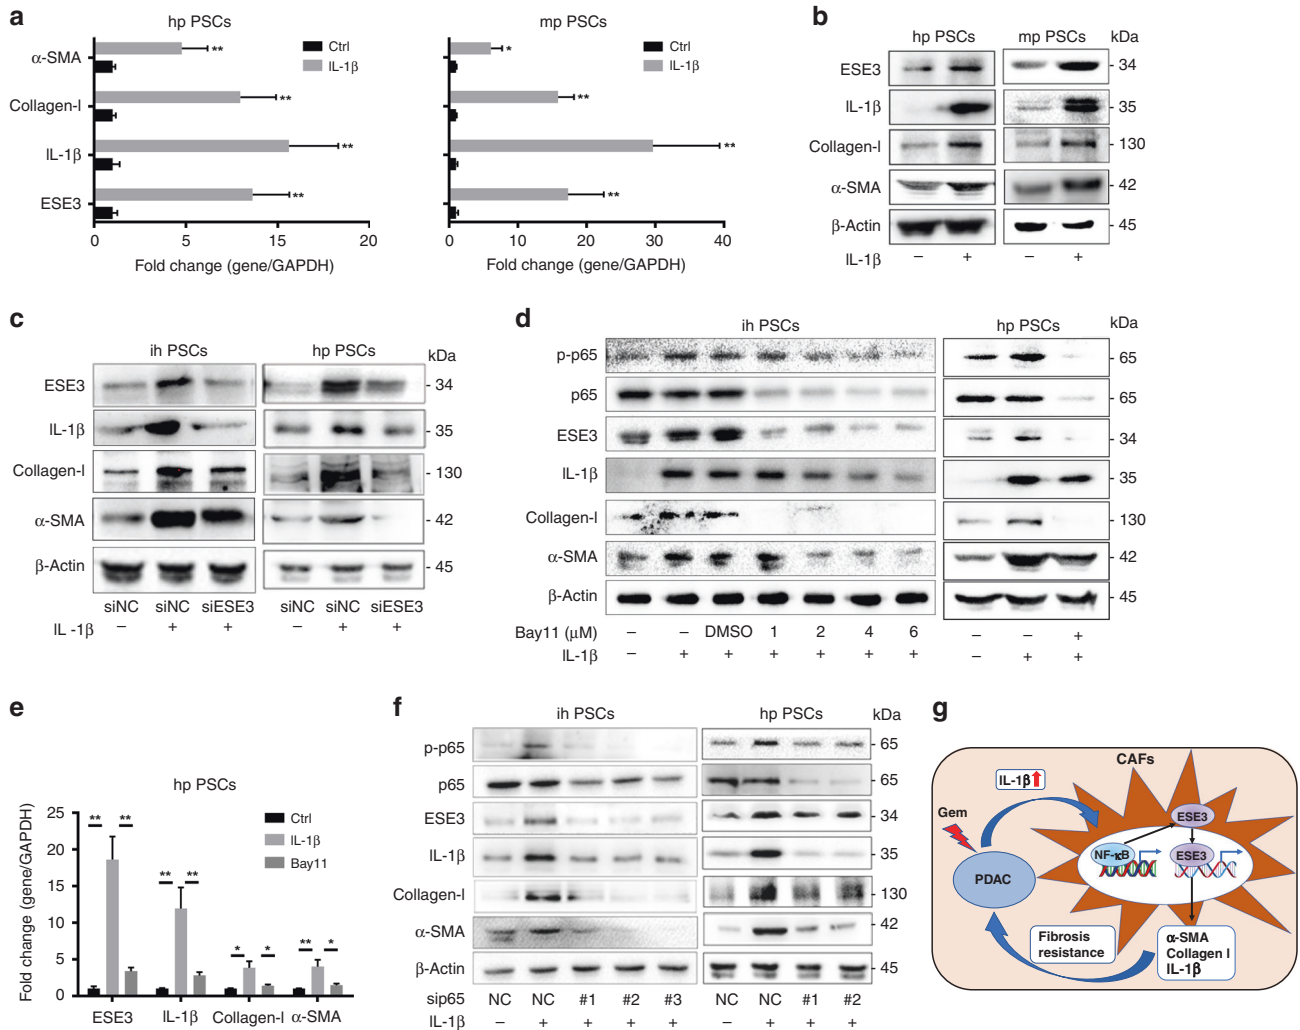 a
hp PSCs
Ctrl
IL-1β
α-SMA
Collagen-I
IL-1β
ESE3
** ** ** **
0 5 15 20
Fold change (gene/GAPDH)
mp PSCs
Ctrl
IL-1β
* ** ** **
0 10 20 30 40
Fold change (gene/GAPDH)
b
hp PSCs mp PSCs kDa
ESE3 34
IL-1β 35
Collagen-I 130
α-SMA 42
β-Actin 45
IL-1β – + – +
c
ih PSCs hp PSCs kDa
ESE3 34
IL-1β 35
Collagen-I 130
α-SMA 42
β-Actin 45
siNC siNC siESE3 siNC siNC siESE3
IL -1β – + + – + +
d
ih PSCs hp PSCs kDa
p-p65 65
p65 65
ESE3 34
IL-1β 35
Collagen-I 130
α-SMA 42
β-Actin 45
Bay11 (μM) – – DMSO 1 2 4 6 – – +
IL-1β – + + + + + + – + +
e
hp PSCs
Ctrl
IL-1β
Bay11
Fold change (gene/GAPDH)
25
20
15
10
5
0
** ** ** ** * * ** *
ESE3 IL-1β Collagen-I α-SMA
f
ih PSCs hp PSCs kDa
p-p65 65
p65 65
ESE3 34
IL-1β 35
Collagen-I 130
α-SMA 42
β-Actin 45
sip65 NC NC #1 #2 #3 NC NC #1 #2
IL-1β – + + + + – + + +
g
CAFs
IL-1β
Gem
ESE3
NF-κB
ESE3
PDAC
Fibrosis
resistance
α-SMA
Collagen I
IL-1β